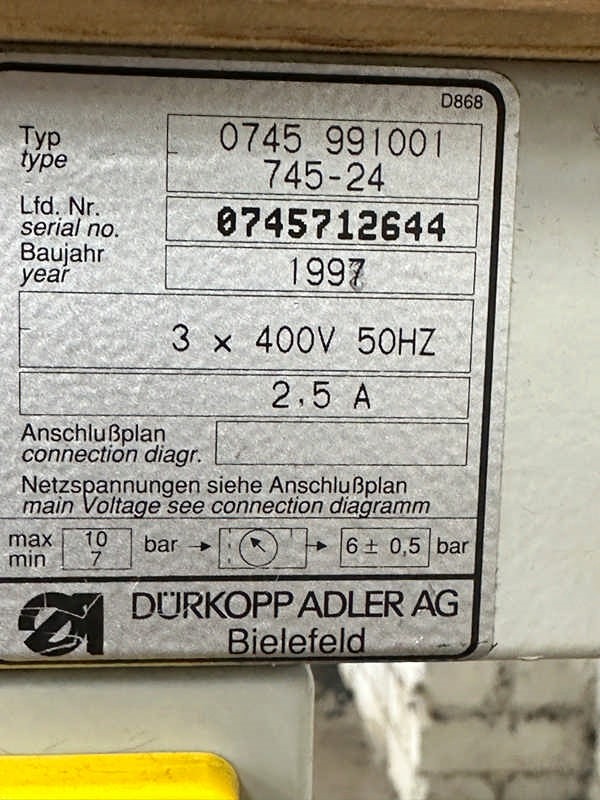 D868
Typ
type
0745 991001
745-24
Lfd. Nr.
serial no.
0745712644
Baujahr
year
3 x 400V 50HZ
2.5 A
Anschlußplan
connection diagr.
Netzspannungen siehe Anschlußplan
main Voltage see connection diagramm
max 10
min 7
bar
6 ± 0,5 bar
DÜRKOPP ADLER AG
Bielefeld